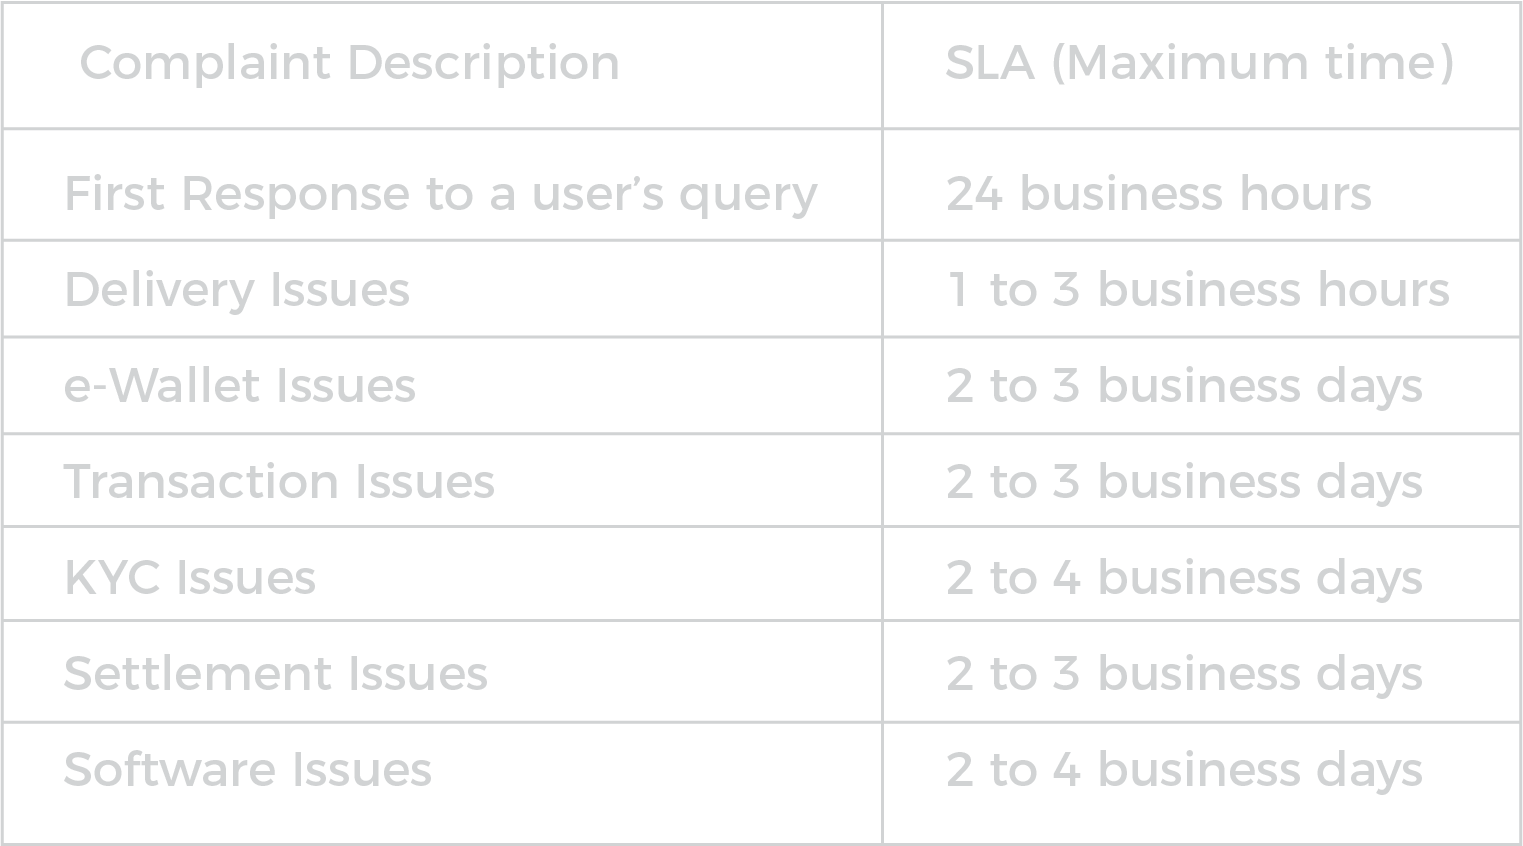 Complaint Description SLA (Maximum time)
First Response to a user’s query 24 business hours
Delivery Issues 1 to 3 business hours
e-Wallet Issues 2 to 3 business days
Transaction Issues 2 to 3 business days
KYC Issues 2 to 4 business days
Settlement Issues 2 to 3 business days
Software Issues 2 to 4 business days